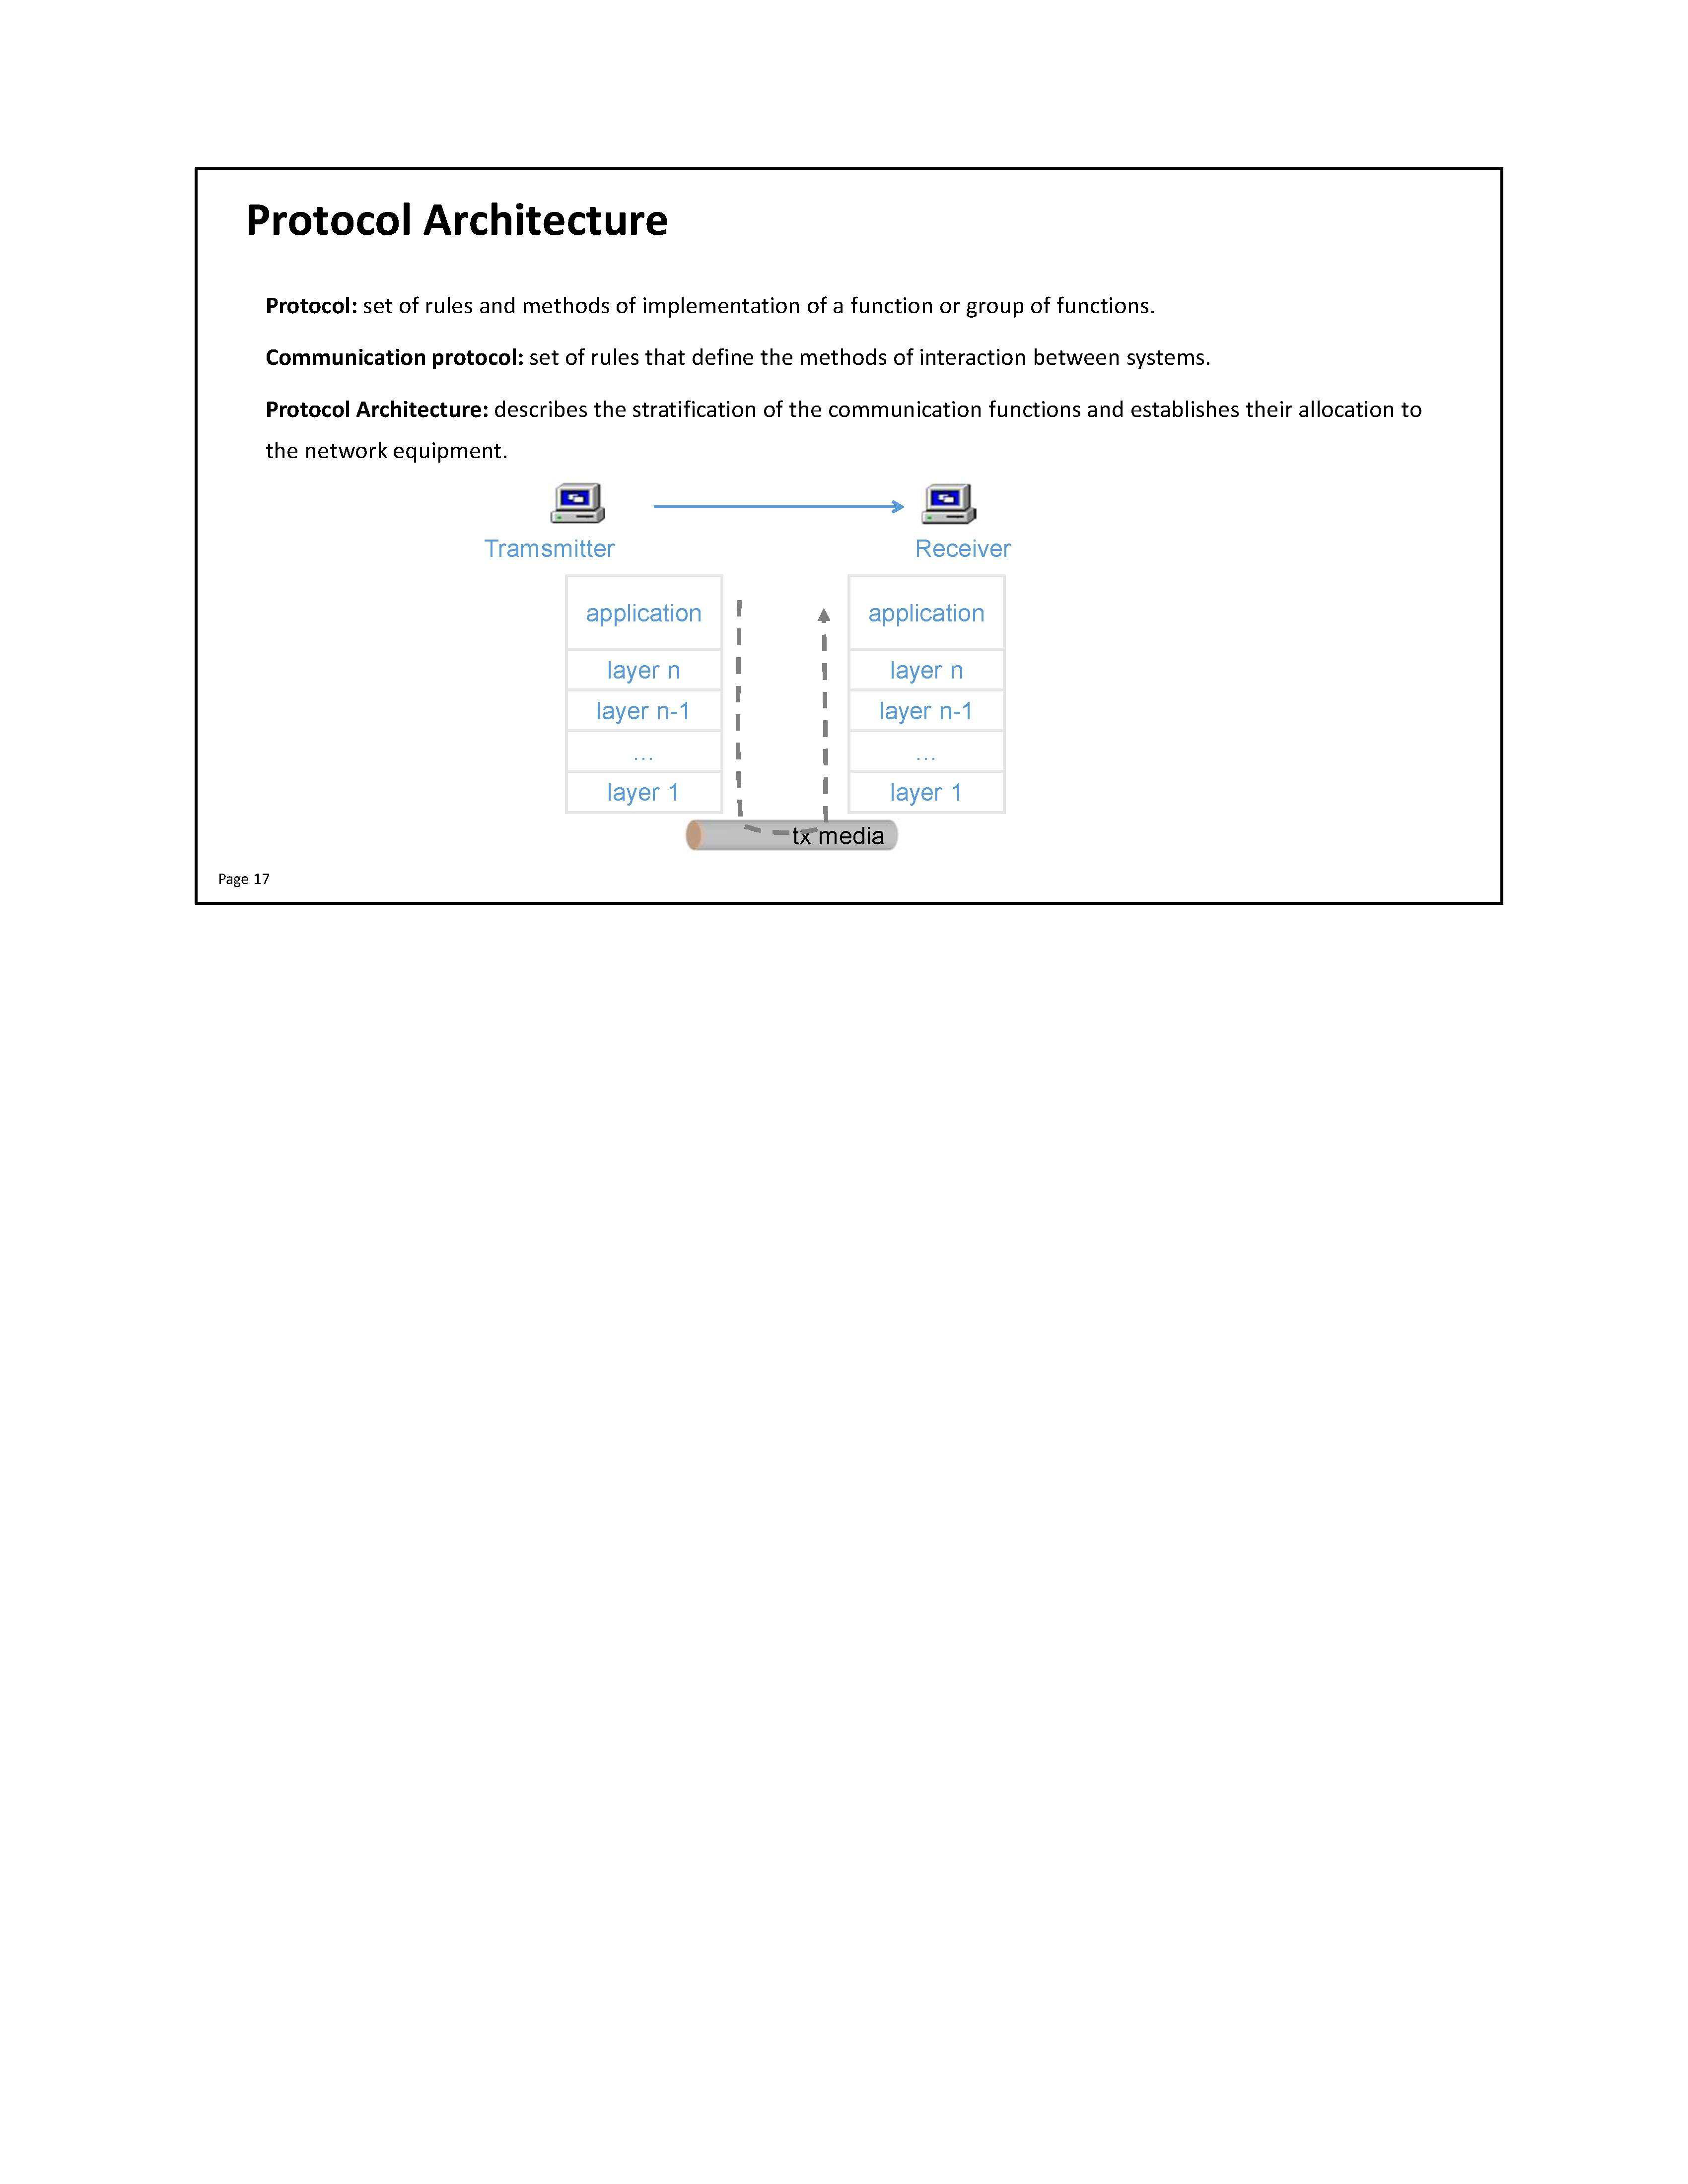 Protocol Architecture
Protocol: set of rules and methods of implementation of a function or group of functions.
Communication protocol: set of rules that define the methods of interaction between systems.
Protocol Architecture: describes the stratification of the communication functions and establishes their allocation to
the network equipment.
Tramsmitter
Receiver
application
layer n
layer n-1
...
layer 1
application
layer n
layer n-1
...
layer 1
tx media
Page 17